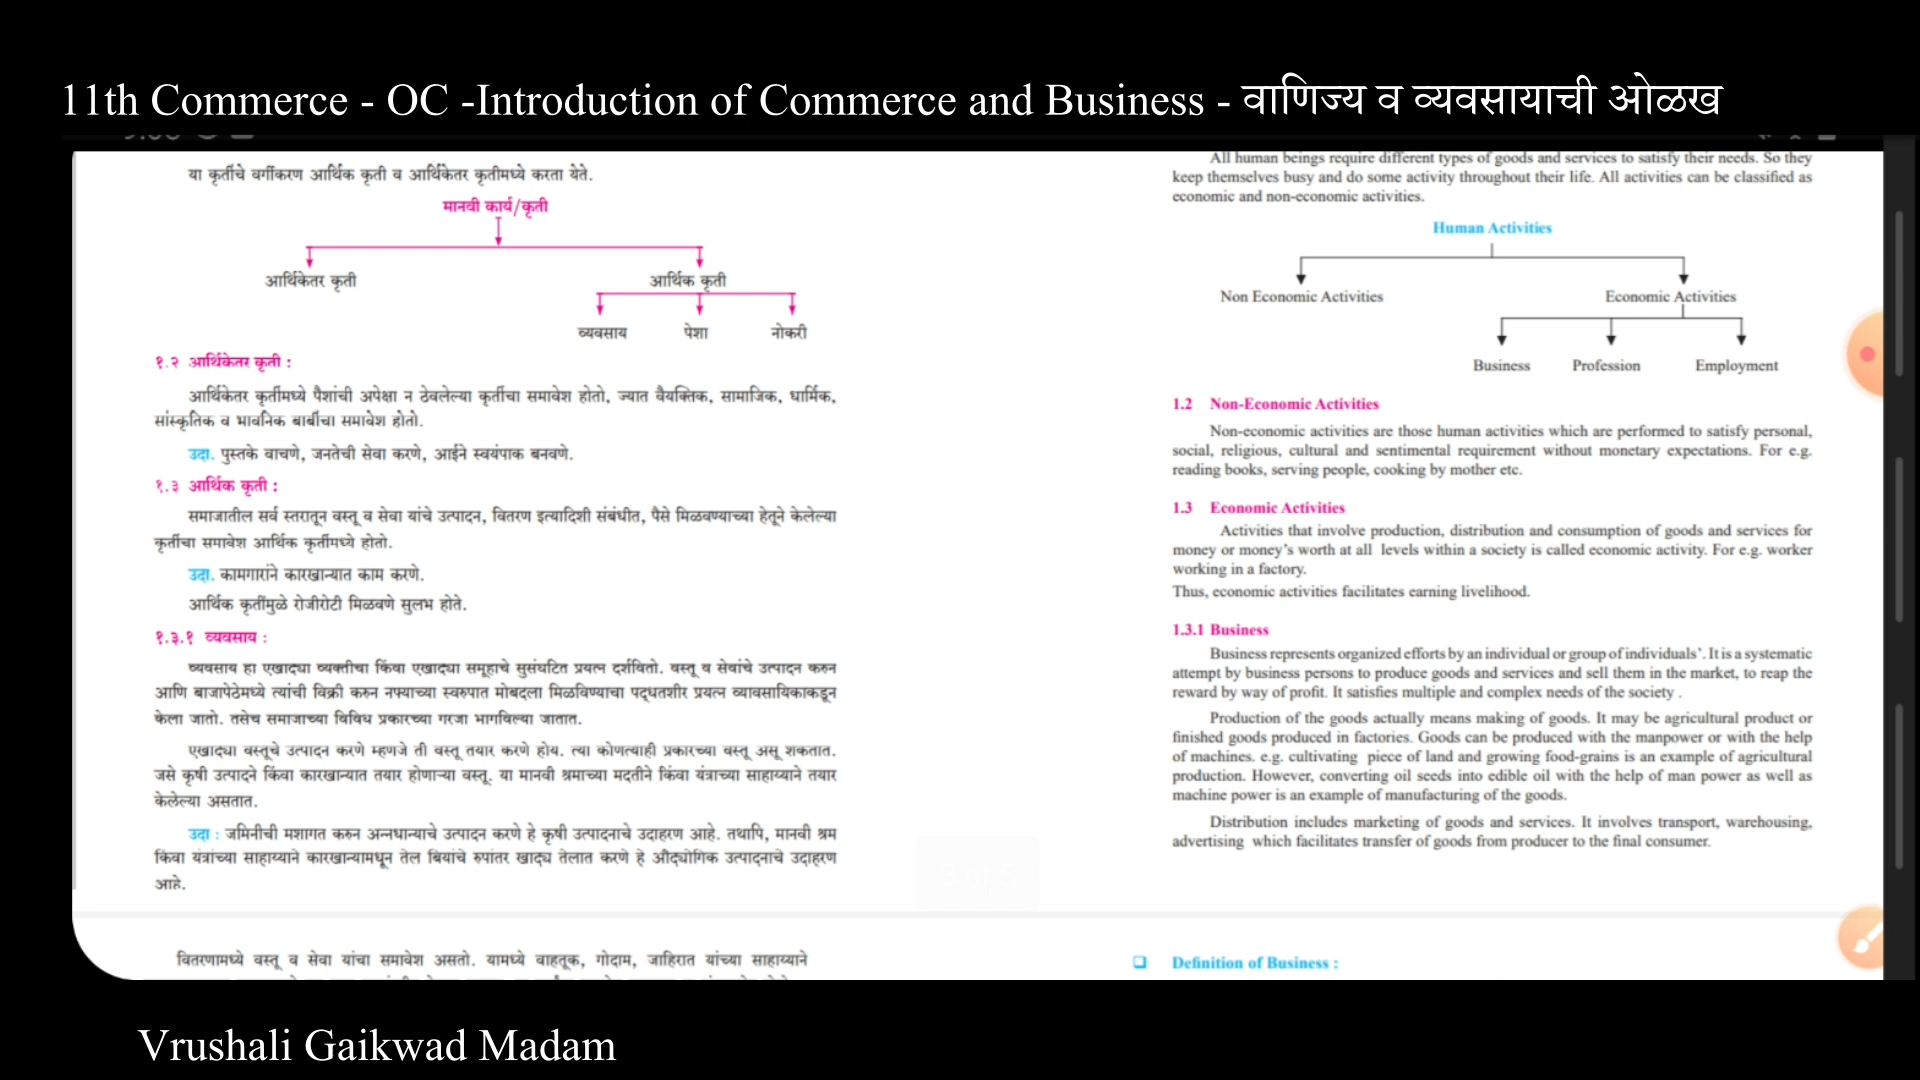 11th Commerce - OC -Introduction of Commerce and Business - वाणिज्य व व्यवसायाची ओळख
या कृतींचे वर्गीकरण आर्थिक कृती व आर्थिकेतर कृतीमध्ये करता येते.
मानवी कार्य/कृती
आर्थिकेतर कृती
आर्थिक कृती
व्यवसाय
पेशा
नोकरी
१.२ आर्थिकेतर कृती :
आर्थिकेतर कृतींमध्ये पैशांची अपेक्षा न ठेवलेल्या कृतींचा समावेश होतो, ज्यात वैयक्तिक, सामाजिक, धार्मिक,
सांस्कृतिक व भावनिक बाबींचा समावेश होतो.
उदा. पुस्तके वाचणे, जनतेची सेवा करणे, आईने स्वयंपाक बनवणे.
१.३ आर्थिक कृती :
समाजातील सर्व स्तरातून वस्तू व सेवा यांचे उत्पादन, वितरण इत्यादिशी संबंधीत, पैसे मिळवण्याच्या हेतूने केलेल्या
कृतींचा समावेश आर्थिक कृतींमध्ये होतो.
उदा. कामगारांने कारखान्यात काम करणे.
आर्थिक कृतींमुळे रोजीरोटी मिळवणे सुलभ होते.
१.३.१ व्यवसाय :
व्यवसाय हा एखाद्या व्यक्तीचा किंवा एखाद्या समूहाचे सुसंघटित प्रयत्न दर्शवितो. वस्तू व सेवांचे उत्पादन करुन
आणि बाजापेठेमध्ये त्यांची विक्री करुन नफ्याच्या स्वरुपात मोबदला मिळविण्याचा पद्धतशीर प्रयत्न व्यावसायिकाकडून
केला जातो. तसेच समाजाच्या विविध प्रकारच्या गरजा भागविल्या जातात.
एखाद्या वस्तूचे उत्पादन करणे म्हणजे ती वस्तू तयार करणे होय. त्या कोणत्याही प्रकारच्या वस्तू असू शकतात.
जसे कृषी उत्पादने किंवा कारखान्यात तयार होणाऱ्या वस्तू. या मानवी श्रमाच्या मदतीने किंवा यंत्राच्या साहाय्याने तयार
केलेल्या असतात.
उदा : जमिनीची मशागत करुन अन्नधान्याचे उत्पादन करणे हे कृषी उत्पादनाचे उदाहरण आहे. तथापि, मानवी श्रम
किंवा यंत्रांच्या साहाय्याने कारखान्यामधून तेल बियांचे रुपांतर खाद्य तेलात करणे हे औद्योगिक उत्पादनाचे उदाहरण
आहे.
वितरणामध्ये वस्तू व सेवा यांचा समावेश असतो. यामध्ये वाहतूक, गोदाम, जाहिरात यांच्या साहाय्याने
All human beings require different types of goods and services to satisfy their needs. So they
keep themselves busy and do some activity throughout their life. All activities can be classified as
economic and non-economic activities.
Human Activities
Non Economic Activities
Economic Activities
Business
Profession
Employment
1.2 Non-Economic Activities
Non-economic activities are those human activities which are performed to satisfy personal,
social, religious, cultural and sentimental requirement without monetary expectations. For e.g.
reading books, serving people, cooking by mother etc.
1.3 Economic Activities
Activities that involve production, distribution and consumption of goods and services for
money or money's worth at all levels within a society is called economic activity. For e.g. worker
working in a factory.
Thus, economic activities facilitates earning livelihood.
1.3.1 Business
Business represents organized efforts by an individual or group of individuals'. It is a systematic
attempt by business persons to produce goods and services and sell them in the market, to reap the
reward by way of profit. It satisfies multiple and complex needs of the society .
Production of the goods actually means making of goods. It may be agricultural product or
finished goods produced in factories. Goods can be produced with the manpower or with the help
of machines. e.g. cultivating piece of land and growing food-grains is an example of agricultural
production. However, converting oil seeds into edible oil with the help of man power as well as
machine power is an example of manufacturing of the goods.
Distribution includes marketing of goods and services. It involves transport, warehousing,
advertising which facilitates transfer of goods from producer to the final consumer.
Definition of Business :
Vrushali Gaikwad Madam